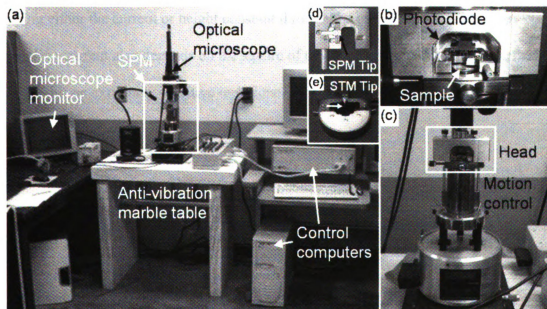 (a)
Optical
microscope
SPM
Optical
microscope
monitor
Anti-vibration
marble table
Control
computers
(d)
SPM Tip
(e)
STM Tip
(b)
Photodiode
Sample
(c)
Head
Motion
control